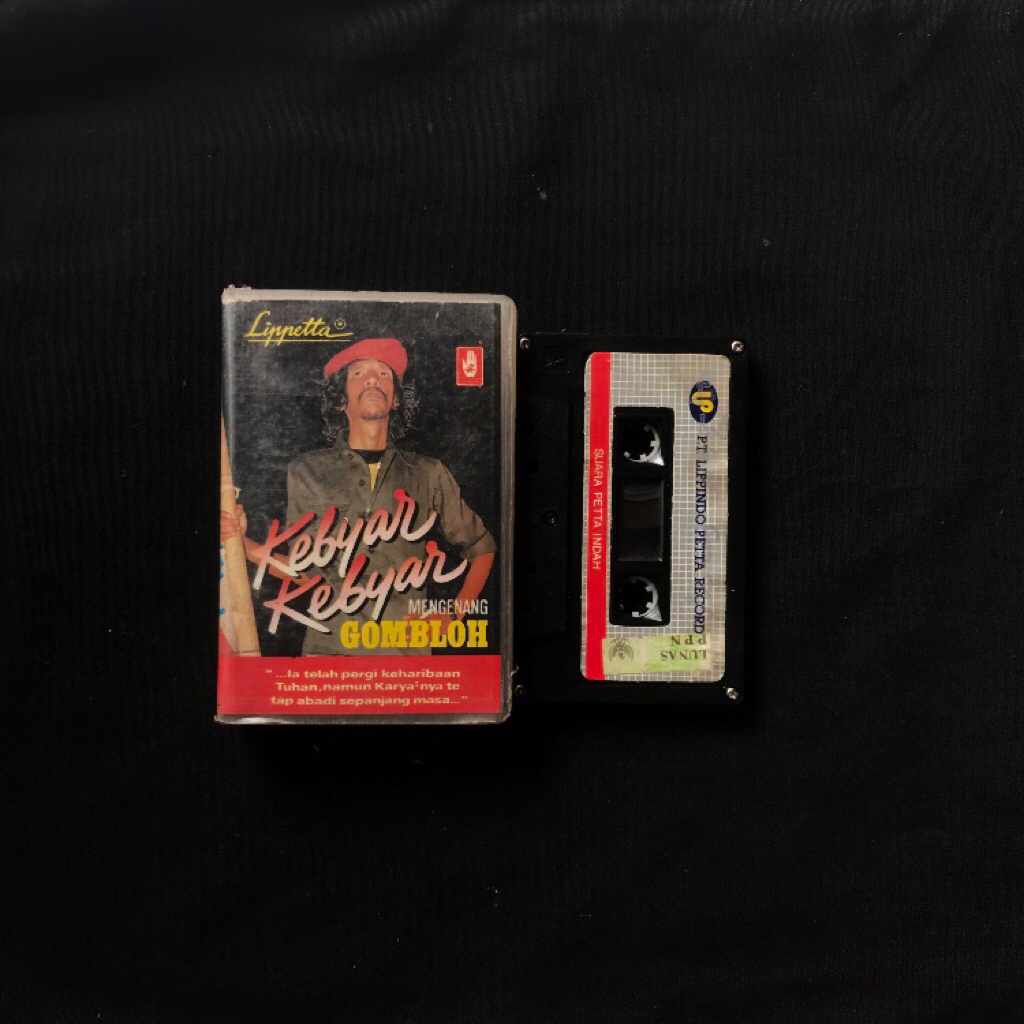 Lippetta
Kebyar
Kebyar
MENGENANG
GOMBLOH
"...Ia telah pergi keharibaan
Tuhan,namun Karya²nya te
tap abadi sepanjang masa..."
SUARA PETTA INDAH
P.T. LIPPINDO PETTA RECORD
LUNAS
PPN